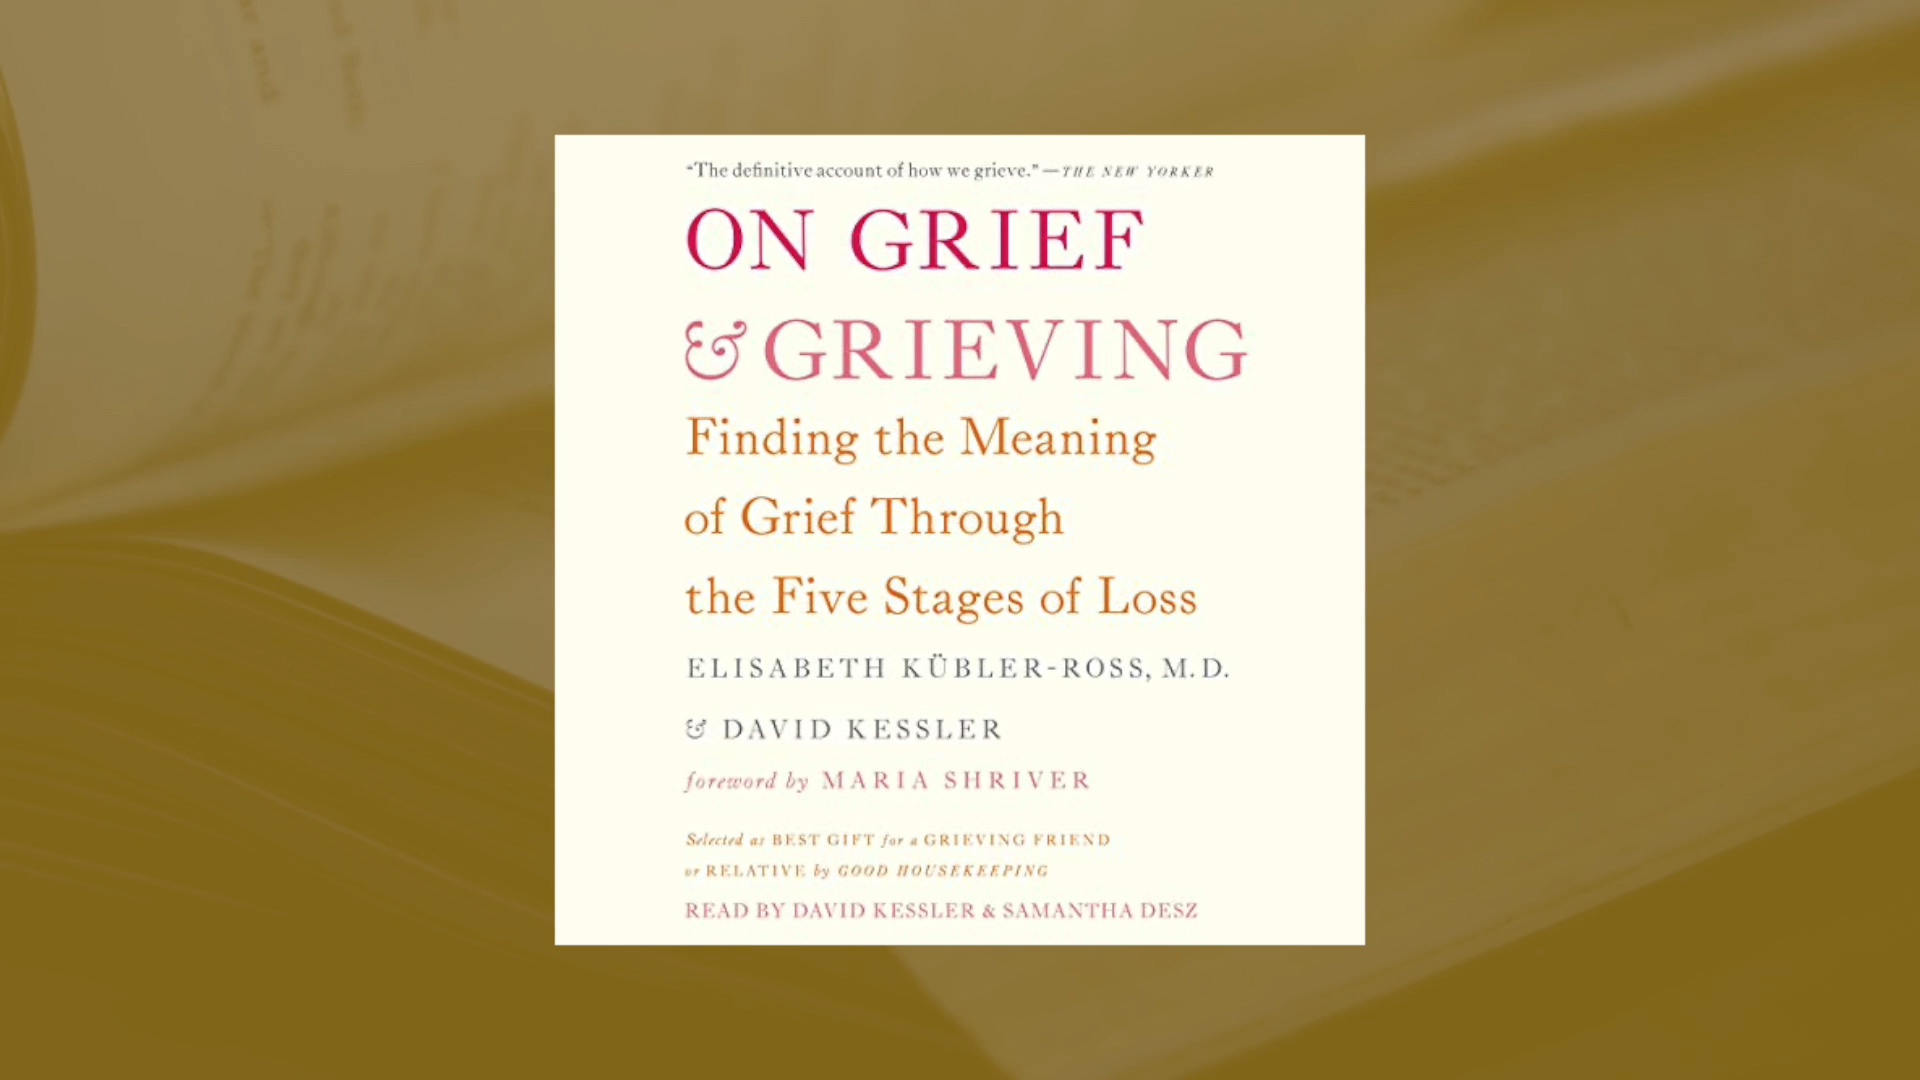 “The definitive account of how we grieve.” —THE NEW YORKER
ON GRIEF
& GRIEVING
Finding the Meaning
of Grief Through
the Five Stages of Loss
ELISABETH KÜBLER-ROSS, M.D.
& DAVID KESSLER
foreword by MARIA SHRIVER
Selected as BEST GIFT for a GRIEVING FRIEND
or RELATIVE by GOOD HOUSEKEEPING
READ BY DAVID KESSLER & SAMANTHA DESZ